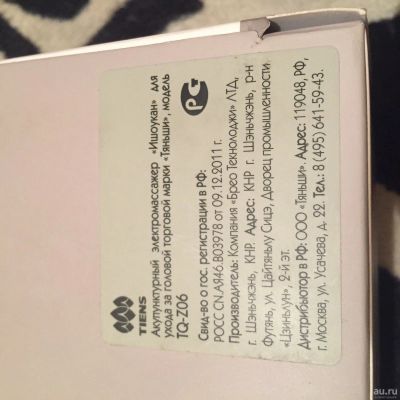 TIENS
Акупунктурный электромассажер «Ишоукан» для
ухода за головой торговой марки «Тяньши», модель
TQ-Z06
Свид-во о гос. регистрации в РФ:
РОСС CN.АЯ46.В03978 от 09.12.2011 г.
Производитель: Компания «Брео Текнолоджи» ЛТД,
г. Шэньчжэнь, КНР. Адрес: КНР г. Шэньчжэнь, р-н
Футянь, ул. Цайтяньлу Сицэ, Дворец промышленности
«Цзиньлун», 2-й эт.
Дистрибьютор в РФ: ООО «Тяньши». Адрес: 119048, РФ,
г. Москва, ул. Усачева, д. 22. Тел.: 8 (495) 641-59-43.
au.ru